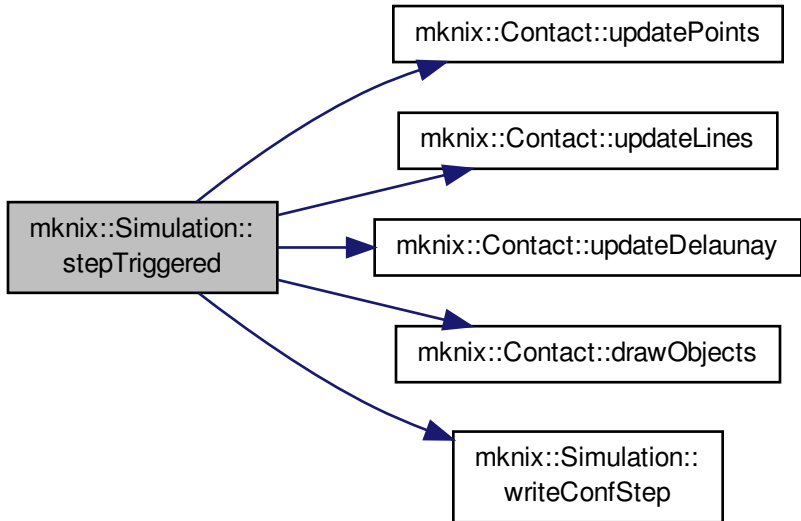 mknix::Contact::updatePoints
mknix::Contact::updateLines
mknix::Simulation::
stepTriggered
mknix::Contact::updateDelaunay
mknix::Contact::drawObjects
mknix::Simulation::
writeConfStep